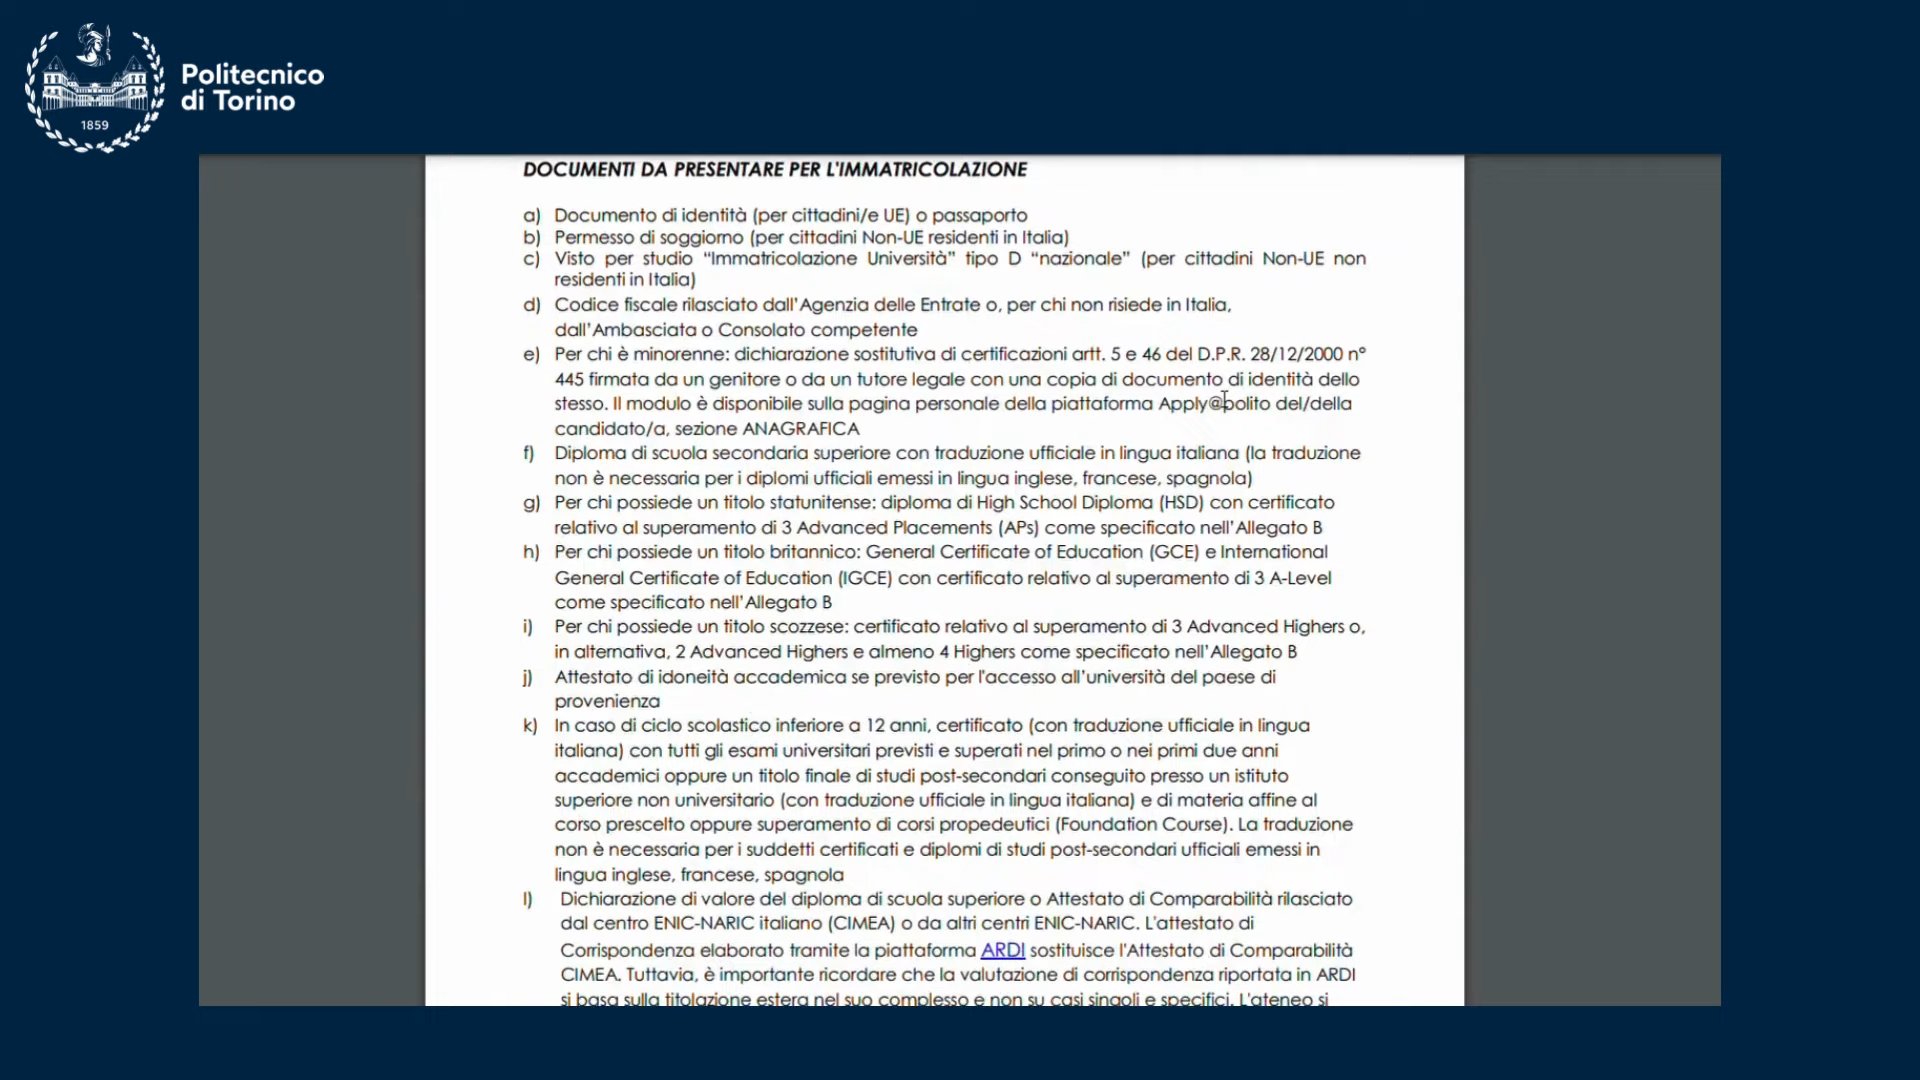 Politecnico
di Torino
1859
DOCUMENTI DA PRESENTARE PER L'IMMATRICOLAZIONE
a) Documento di identità (per cittadini/e UE) o passaporto
b) Permesso di soggiorno (per cittadini Non-UE residenti in Italia)
c) Visto per studio “Immatricolazione Università” tipo D “nazionale” (per cittadini Non-UE non
residenti in Italia)
d) Codice fiscale rilasciato dall’Agenzia delle Entrate o, per chi non risiede in Italia,
dall’Ambasciata o Consolato competente
e) Per chi è minorenne: dichiarazione sostitutiva di certificazioni artt. 5 e 46 del D.P.R. 28/12/2000 n°
445 firmata da un genitore o da un tutore legale con una copia di documento di identità dello
stesso. Il modulo è disponibile sulla pagina personale della piattaforma Apply@polito del/della
candidato/a, sezione ANAGRAFICA
f) Diploma di scuola secondaria superiore con traduzione ufficiale in lingua italiana (la traduzione
non è necessaria per i diplomi ufficiali emessi in lingua inglese, francese, spagnola)
g) Per chi possiede un titolo statunitense: diploma di High School Diploma (HSD) con certificato
relativo al superamento di 3 Advanced Placements (APs) come specificato nell’Allegato B
h) Per chi possiede un titolo britannico: General Certificate of Education (GCE) e International
General Certificate of Education (IGCE) con certificato relativo al superamento di 3 A-Level
come specificato nell’Allegato B
i) Per chi possiede un titolo scozzese: certificato relativo al superamento di 3 Advanced Highers o,
in alternativa, 2 Advanced Highers e almeno 4 Highers come specificato nell’Allegato B
j) Attestato di idoneità accademica se previsto per l'accesso all’università del paese di
provenienza
k) In caso di ciclo scolastico inferiore a 12 anni, certificato (con traduzione ufficiale in lingua
italiana) con tutti gli esami universitari previsti e superati nel primo o nei primi due anni
accademici oppure un titolo finale di studi post-secondari conseguito presso un istituto
superiore non universitario (con traduzione ufficiale in lingua italiana) e di materia affine al
corso prescelto oppure superamento di corsi propedeutici (Foundation Course). La traduzione
non è necessaria per i suddetti certificati e diplomi di studi post-secondari ufficiali emessi in
lingua inglese, francese, spagnola
l) Dichiarazione di valore del diploma di scuola superiore o Attestato di Comparabilità rilasciato
dal centro ENIC-NARIC italiano (CIMEA) o da altri centri ENIC-NARIC. L'attestato di
Corrispondenza elaborato tramite la piattaforma ARDI sostituisce l'Attestato di Comparabilità
CIMEA. Tuttavia, è importante ricordare che la valutazione di corrispondenza riportata in ARDI
si basa sulla titolazione estera nel suo complesso e non su casi singoli e specifici. L'ateneo si